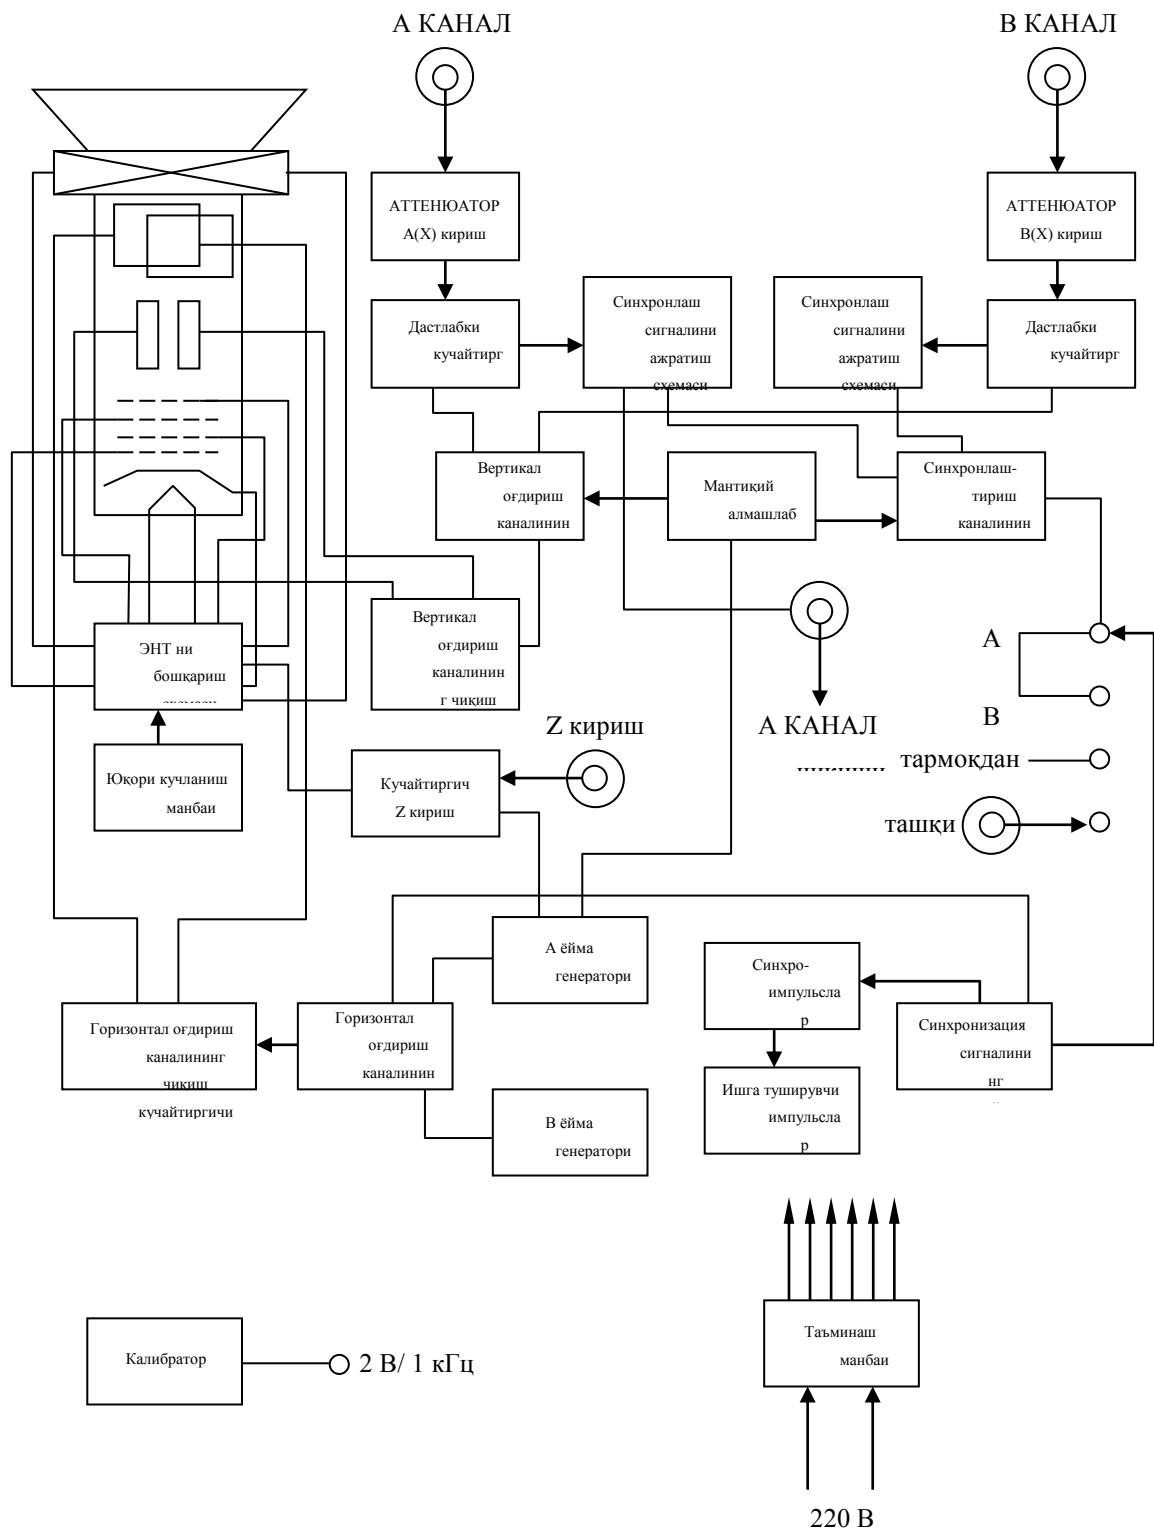 А КАНАЛ
В КАНАЛ
АТТЕНЮАТОР
А(Х) кириш
АТТЕНЮАТОР
В(Х) кириш
Дастлабки
кучайтирг
Синхронлаш
сигналини
ажратиш
схемаси
Синхронлаш
сигналини
ажратиш
схемаси
Дастлабки
кучайтирг
Вертикал
оғдириш
каналинин
Мантиқий
алмашлаб
Синхронлаш-
тириш
каналинин
Вертикал
оғдириш
каналинин
г чиқиш
ЭНТ ни
бошқариш
А
В
тармоқдан
ташқи
Z кириш
А КАНАЛ
Юқори кучланиш
манбаи
Кучайтиргич
Z кириш
А ёйма
генератори
Синхро-
импульсла
р
Горизонтал оғдириш
каналининг
чиқиш
кучайтиргичи
Горизонтал
оғдириш
каналинин
Синхронизация
сигналини
нг
Ишга туширувчи
импульсла
р
В ёйма
генератори
Таъминаш
манбаи
Калибратор
2 В/ 1 кГц
220 В